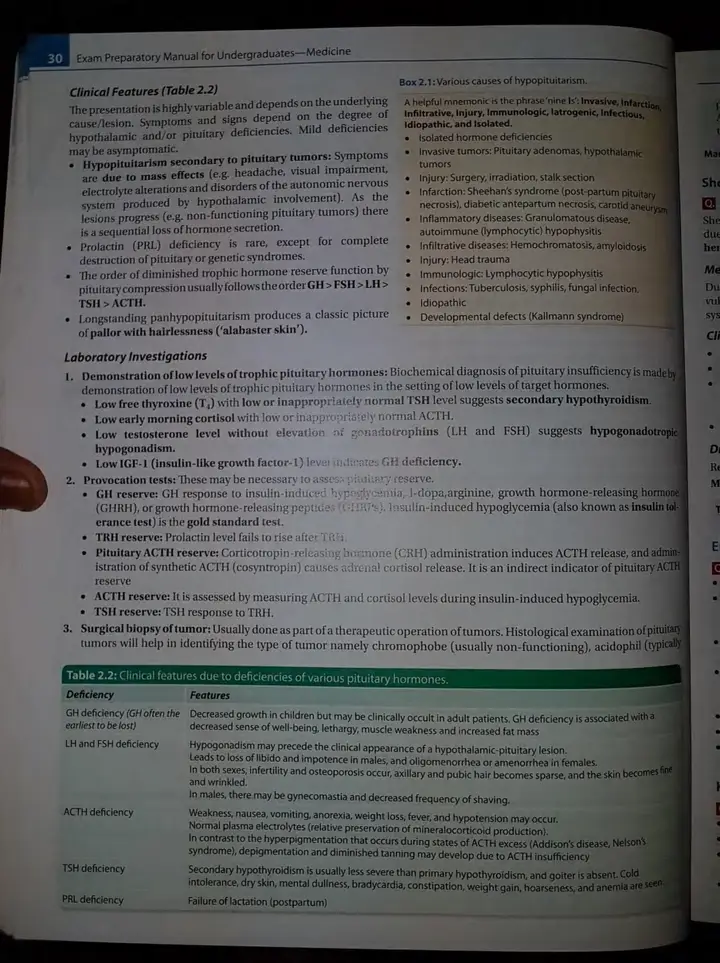 30 Exam Preparatory Manual for Undergraduates—Medicine
Clinical Features (Table 2.2)
The presentation is highly variable and depends on the underlying
cause/lesion. Symptoms and signs depend on the degree of
hypothalamic and/or pituitary deficiencies. Mild deficiencies
may be asymptomatic.
• Hypopituitarism secondary to pituitary tumors: Symptoms
are due to mass effects (e.g. headache, visual impairment,
electrolyte alterations and disorders of the autonomic nervous
system produced by hypothalamic involvement). As the
lesions progress (e.g. non-functioning pituitary tumors) there
is a sequential loss of hormone secretion.
• Prolactin (PRL) deficiency is rare, except for complete
destruction of pituitary or genetic syndromes.
• The order of diminished trophic hormone reserve function by
pituitary compression usually follows the order GH > FSH > LH >
TSH > ACTH.
• Longstanding panhypopituitarism produces a classic picture
of pallor with hairlessness ('alabaster skin').
Box 2.1: Various causes of hypopituitarism.
A helpful mnemonic is the phrase 'nine Is': Invasive, Infarction,
Infiltrative, Injury, Immunologic, Iatrogenic, Infectious,
Idiopathic, and Isolated.
• Isolated hormone deficiencies
• Invasive tumors: Pituitary adenomas, hypothalamic
tumors
• Injury: Surgery, irradiation, stalk section
• Infarction: Sheehan's syndrome (post-partum pituitary
necrosis), diabetic antepartum necrosis, carotid aneurysm
• Inflammatory diseases: Granulomatous disease,
autoimmune (lymphocytic) hypophysitis
• Infiltrative diseases: Hemochromatosis, amyloidosis
• Injury: Head trauma
• Immunologic: Lymphocytic hypophysitis
• Infections: Tuberculosis, syphilis, fungal infection.
• Idiopathic
• Developmental defects (Kallmann syndrome)
Laboratory Investigations
1. Demonstration of low levels of trophic pituitary hormones: Biochemical diagnosis of pituitary insufficiency is made by
demonstration of low levels of trophic pituitary hormones in the setting of low levels of target hormones.
• Low free thyroxine (T4) with low or inappropriately normal TSH level suggests secondary hypothyroidism.
• Low early morning cortisol with low or inappropriately normal ACTH.
• Low testosterone level without elevation of gonadotrophins (LH and FSH) suggests hypogonadotropic
hypogonadism.
• Low IGF-1 (insulin-like growth factor-1) level indicates GH deficiency.
2. Provocation tests: These may be necessary to assess pituitary reserve.
• GH reserve: GH response to insulin-induced hypoglycemia, l-dopa,arginine, growth hormone-releasing hormone
(GHRH), or growth hormone-releasing peptides (GHRPs). Insulin-induced hypoglycemia (also known as insulin tol-
erance test) is the gold standard test.
• TRH reserve: Prolactin level fails to rise after TRH.
• Pituitary ACTH reserve: Corticotropin-releasing hormone (CRH) administration induces ACTH release, and admin-
istration of synthetic ACTH (cosyntropin) causes adrenal cortisol release. It is an indirect indicator of pituitary ACTH
reserve
• ACTH reserve: It is assessed by measuring ACTH and cortisol levels during insulin-induced hypoglycemia.
• TSH reserve: TSH response to TRH.
3. Surgical biopsy of tumor: Usually done as part of a therapeutic operation of tumors. Histological examination of pituitary
tumors will help in identifying the type of tumor namely chromophobe (usually non-functioning), acidophil (typically
Table 2.2: Clinical features due to deficiencies of various pituitary hormones.
Deficiency Features
GH deficiency (GH often the Decreased growth in children but may be clinically occult in adult patients. GH deficiency is associated with a
earliest to be lost) decreased sense of well-being, lethargy, muscle weakness and increased fat mass
LH and FSH deficiency Hypogonadism may precede the clinical appearance of a hypothalamic-pituitary lesion.
Leads to loss of libido and impotence in males, and oligomenorrhea or amenorrhea in females.
In both sexes, infertility and osteoporosis occur, axillary and pubic hair becomes sparse, and the skin becomes fine
and wrinkled.
In males, there may be gynecomastia and decreased frequency of shaving.
ACTH deficiency Weakness, nausea, vomiting, anorexia, weight loss, fever, and hypotension may occur.
Normal plasma electrolytes (relative preservation of mineralocorticoid production).
In contrast to the hyperpigmentation that occurs during states of ACTH excess (Addison's disease, Nelson's
syndrome), depigmentation and diminished tanning may develop due to ACTH insufficiency
TSH deficiency Secondary hypothyroidism is usually less severe than primary hypothyroidism, and goiter is absent. Cold
intolerance, dry skin, mental dullness, bradycardia, constipation, weight gain, hoarseness, and anemia are seen.
PRL deficiency Failure of lactation (postpartum)